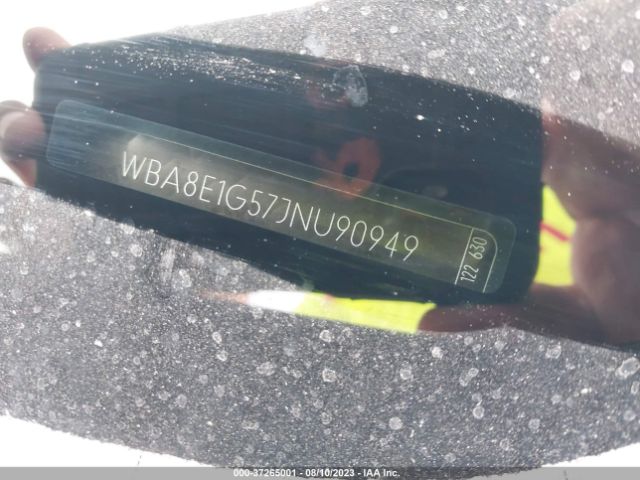 WBA8E1G57JNU90949
122 630
000-37265001 - 08/10/2023 - IAA Inc.